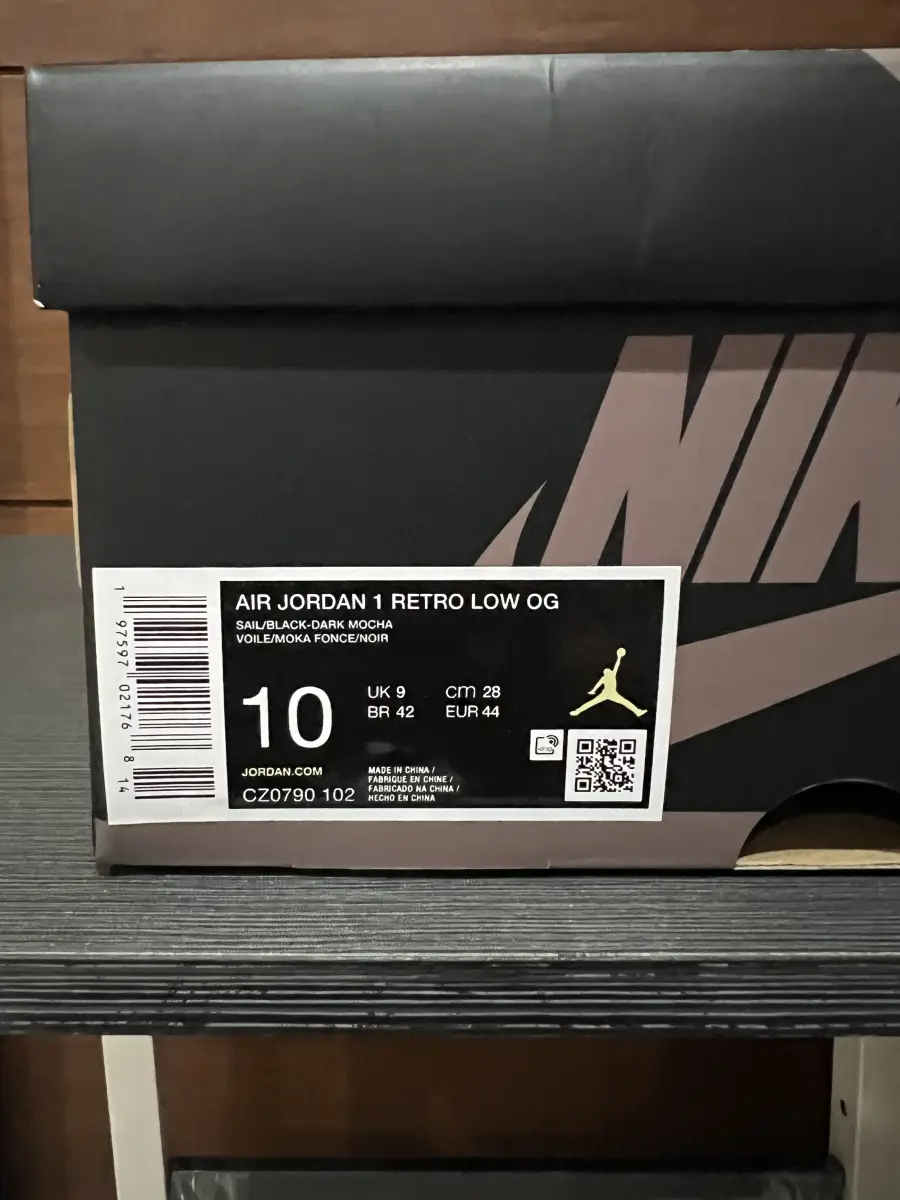 NIK
AIR JORDAN 1 RETRO LOW OG
SAIL/BLACK-DARK MOCHA
VOILE/MOKA FONCE/NOIR
10
UK 9
cm 28
BR 42
EUR 44
JORDAN.COM
CZ0790 102
MADE IN CHINA /
FABRIQUE EN CHINE /
FABRICADO NA CHINA /
HECHO EN CHINA
1 97597 02176 8 14